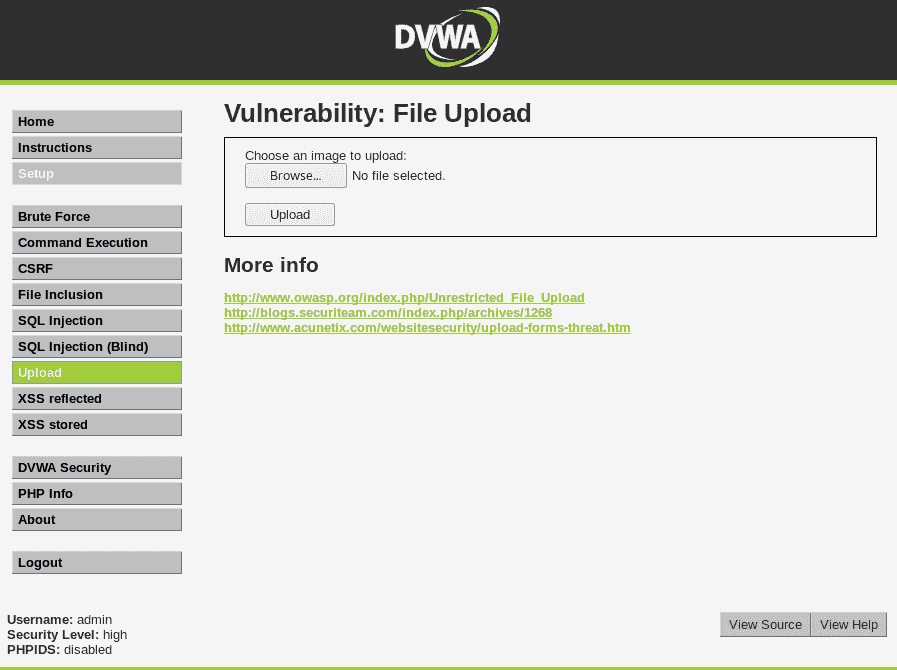 DVWA
Home
Instructions
Setup
Brute Force
Command Execution
CSRF
File Inclusion
SQL Injection
SQL Injection (Blind)
Upload
XSS reflected
XSS stored
DVWA Security
PHP Info
About
Logout
Vulnerability: File Upload
Choose an image to upload:
Browse... No file selected.
Upload
More info
http://www.owasp.org/index.php/Unrestricted_File_Upload
http://blogs.securiteam.com/index.php/archives/1268
http://www.acunetix.com/websitesecurity/upload-forms-threat.htm
Username: admin
Security Level: high
PHPIDS: disabled
View Source View Help